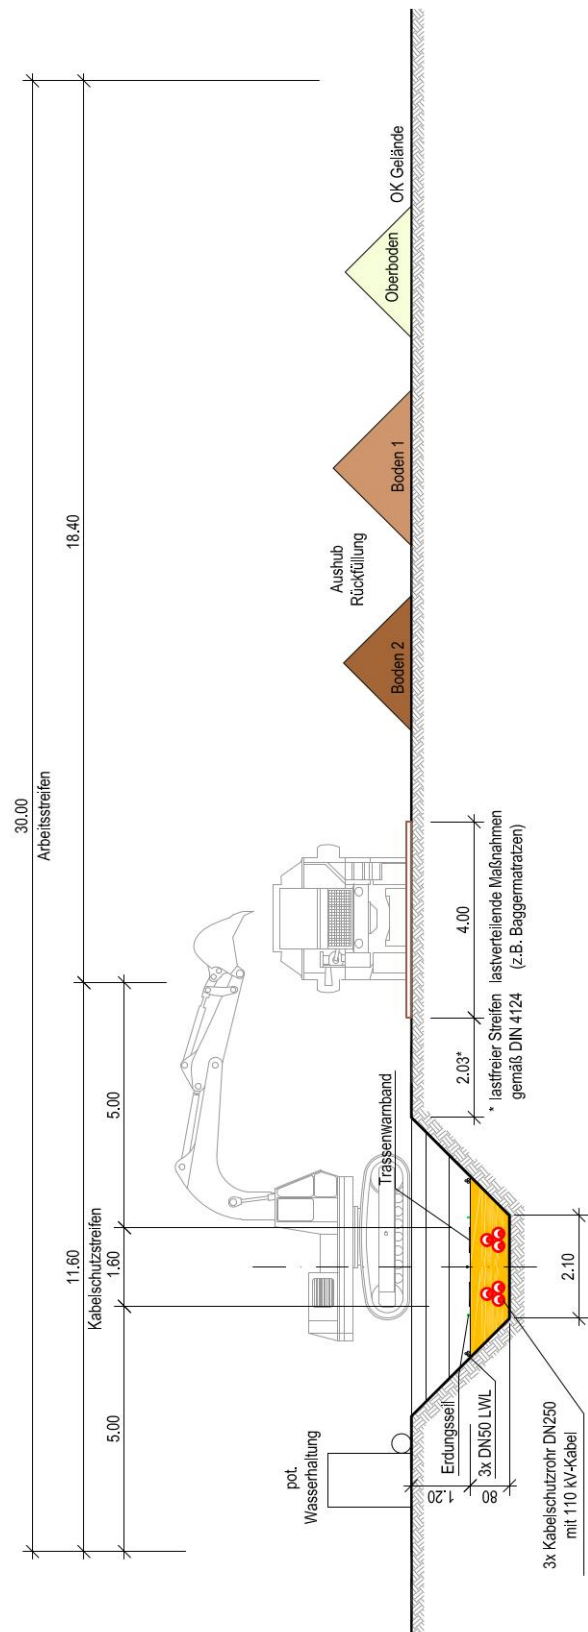 30.00
Arbeitsstreifen
11.60
Kabelschutzstreifen
18.40
5.00
1.60
5.00
pot.
Wasserhaltung
Aushub
Rückfüllung
Boden 2
Boden 1
Oberboden
OK Gelände
Trassenwarnband
Erdungsseil
3x DN50 LWL
1.20
80
2.03*
4.00
* lastfreier Streifen
gemäß DIN 4124
lastverteilende Maßnahmen
(z.B. Baggermatratzen)
2.10
3x Kabelschutzrohr DN250
mit 110 kV-Kabel